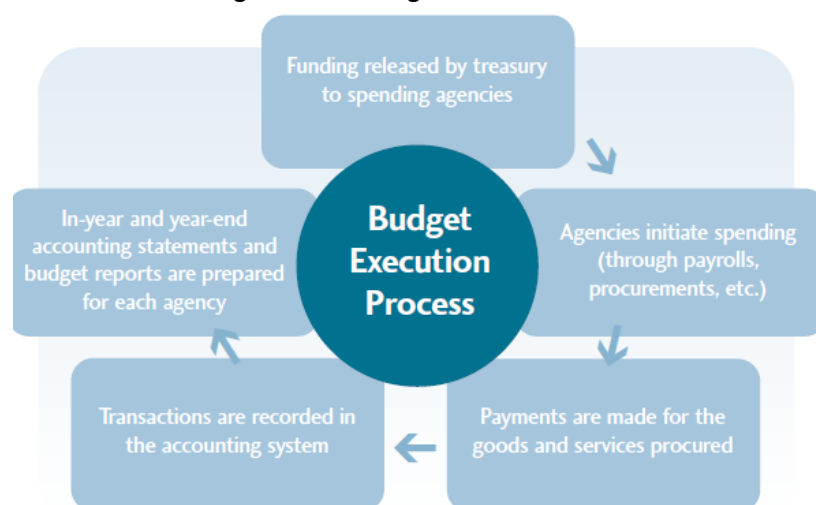 Funding released by treasury
to spending agencies
Budget
Execution
Process
Agencies initiate spending
(through payrolls,
procurements, etc.)
Payments are made for the
goods and services procured
Transactions are recorded in
the accounting system
In-year and year-end
accounting statements and
budget reports are prepared
for each agency